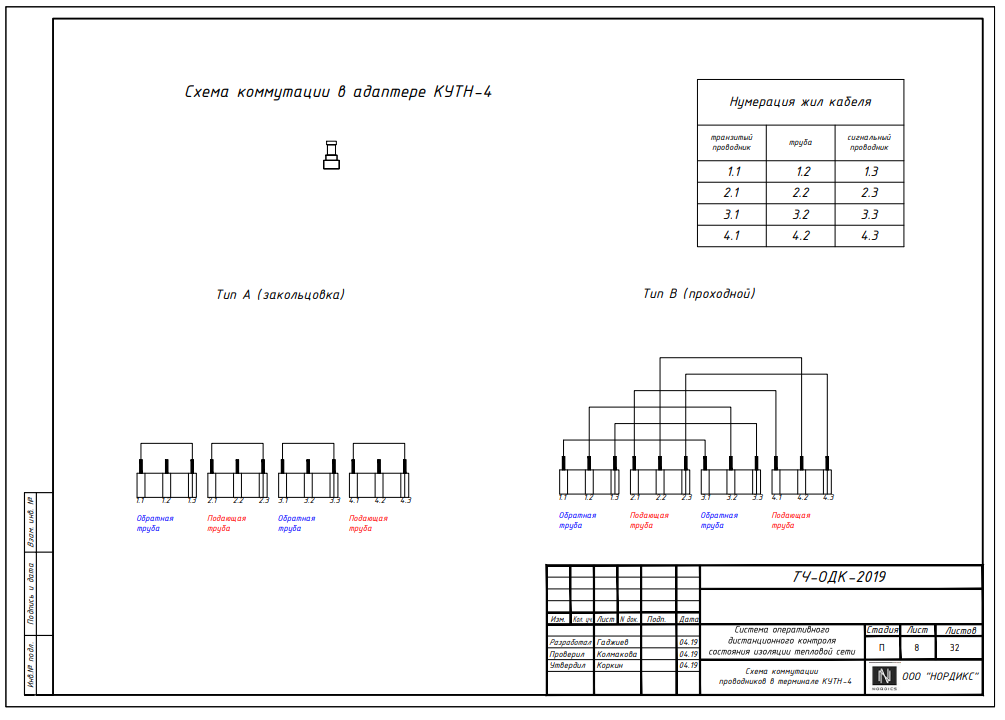 Схема коммутации в адаптере КУТН-4
Нумерация жил кабеля
транзитый
проводник
труба
сигнальный
проводник
1.1 1.2 1.3
2.1 2.2 2.3
3.1 3.2 3.3
4.1 4.2 4.3
Тип А (закольцовка)
Тип В (проходной)
1.1 1.2 1.3 2.1 2.2 2.3 3.1 3.2 3.3 4.1 4.2 4.3
Обратная
труба
Подающая
труба
Обратная
труба
Подающая
труба
1.1 1.2 1.3 2.1 2.2 2.3 3.1 3.2 3.3 4.1 4.2 4.3
Обратная
труба
Подающая
труба
Обратная
труба
Подающая
труба
Взам. инв. №
Подпись и дата
Инв.№ подл.
ТЧ-ОДК-2019
Изм. Кол. уч. Лист N док. Подп. Дата
Разработал Гаджиев 04.19
Проверил Колмакова 04.19
Утвердил Коркин 04.19
Система оперативного
дистанционного контроля
состояния изоляции тепловой сети
Стадия Лист Листов
П 8 32
Схема коммутации
проводников в терминале КУТН-4
NORDICS
ООО "НОРДИКС"